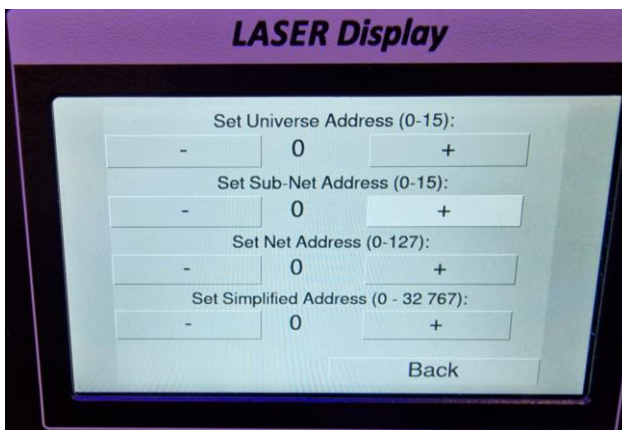 LASER Display
Set Universe Address (0-15):
- 0 +
Set Sub-Net Address (0-15):
- 0 +
Set Net Address (0-127):
- 0 +
Set Simplified Address (0 - 32 767):
- 0 +
Back